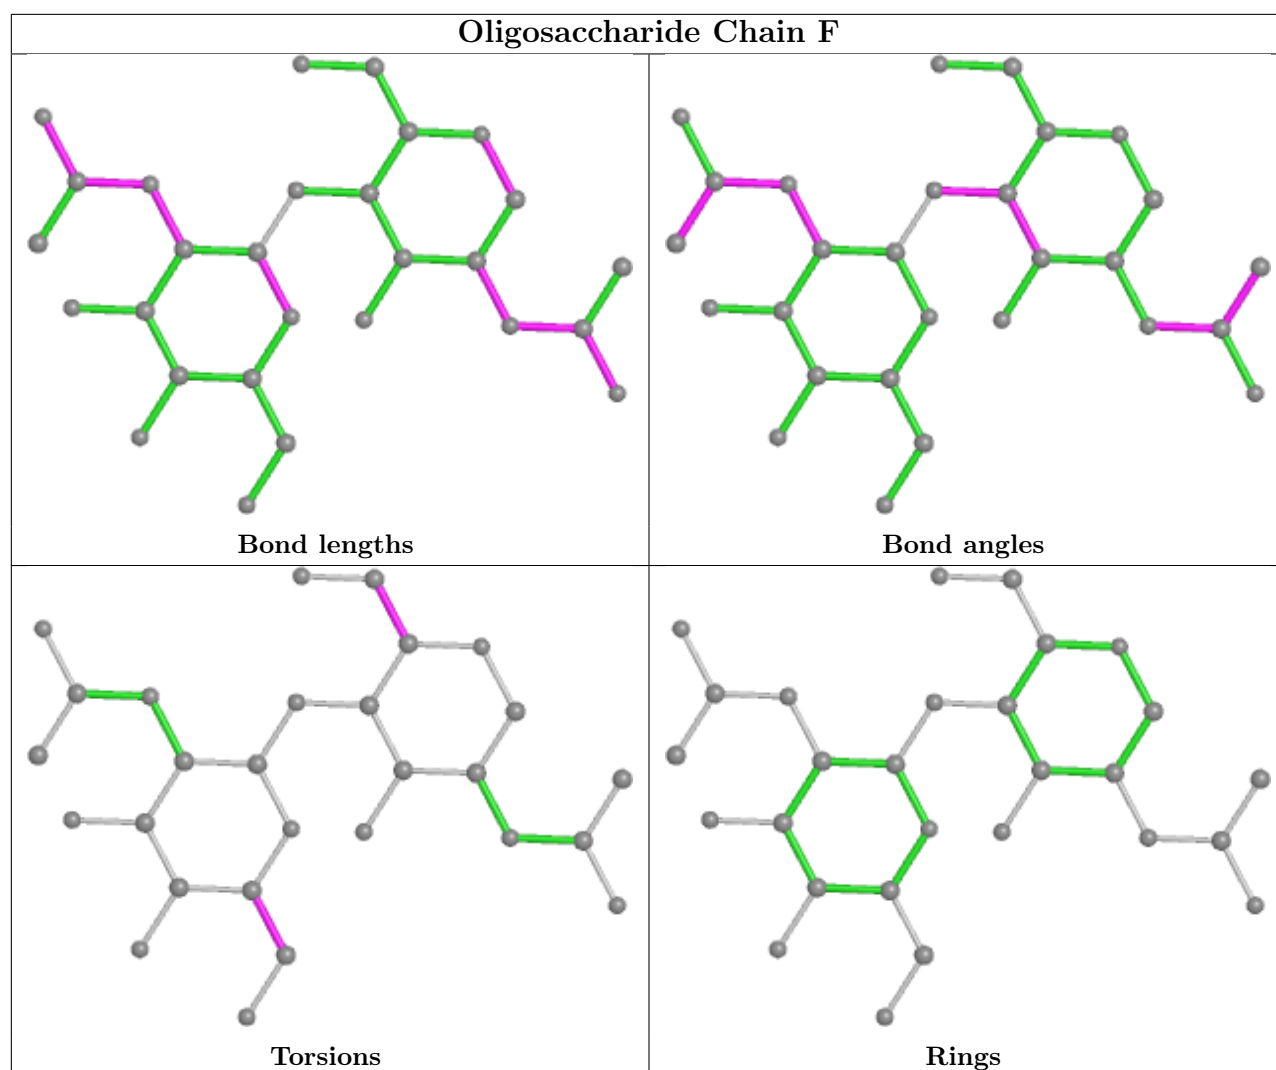 Oligosaccharide Chain F
Bond lengths
Bond angles
Torsions
Rings